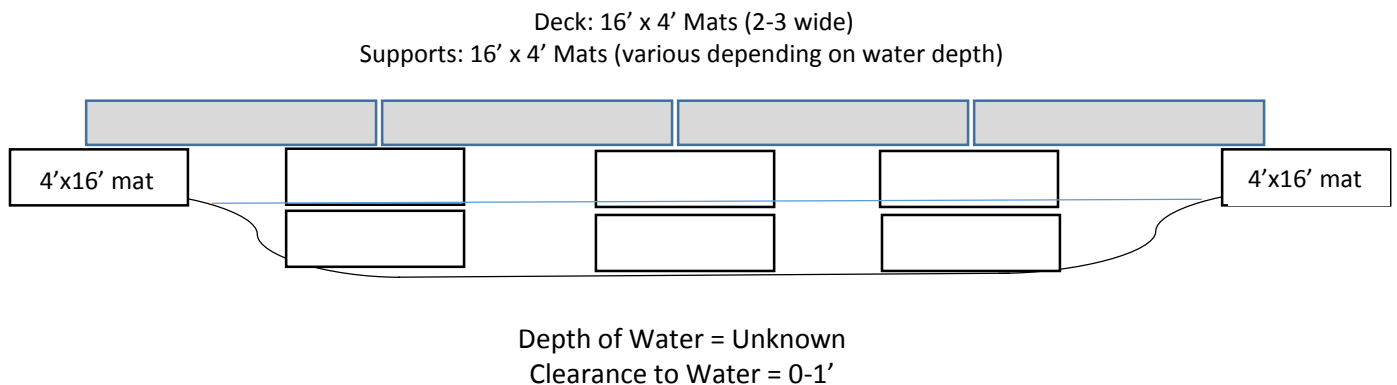 Deck: 16’ x 4’ Mats (2-3 wide)
Supports: 16’ x 4’ Mats (various depending on water depth)
4’x16’ mat
4’x16’ mat
Depth of Water = Unknown
Clearance to Water = 0-1’